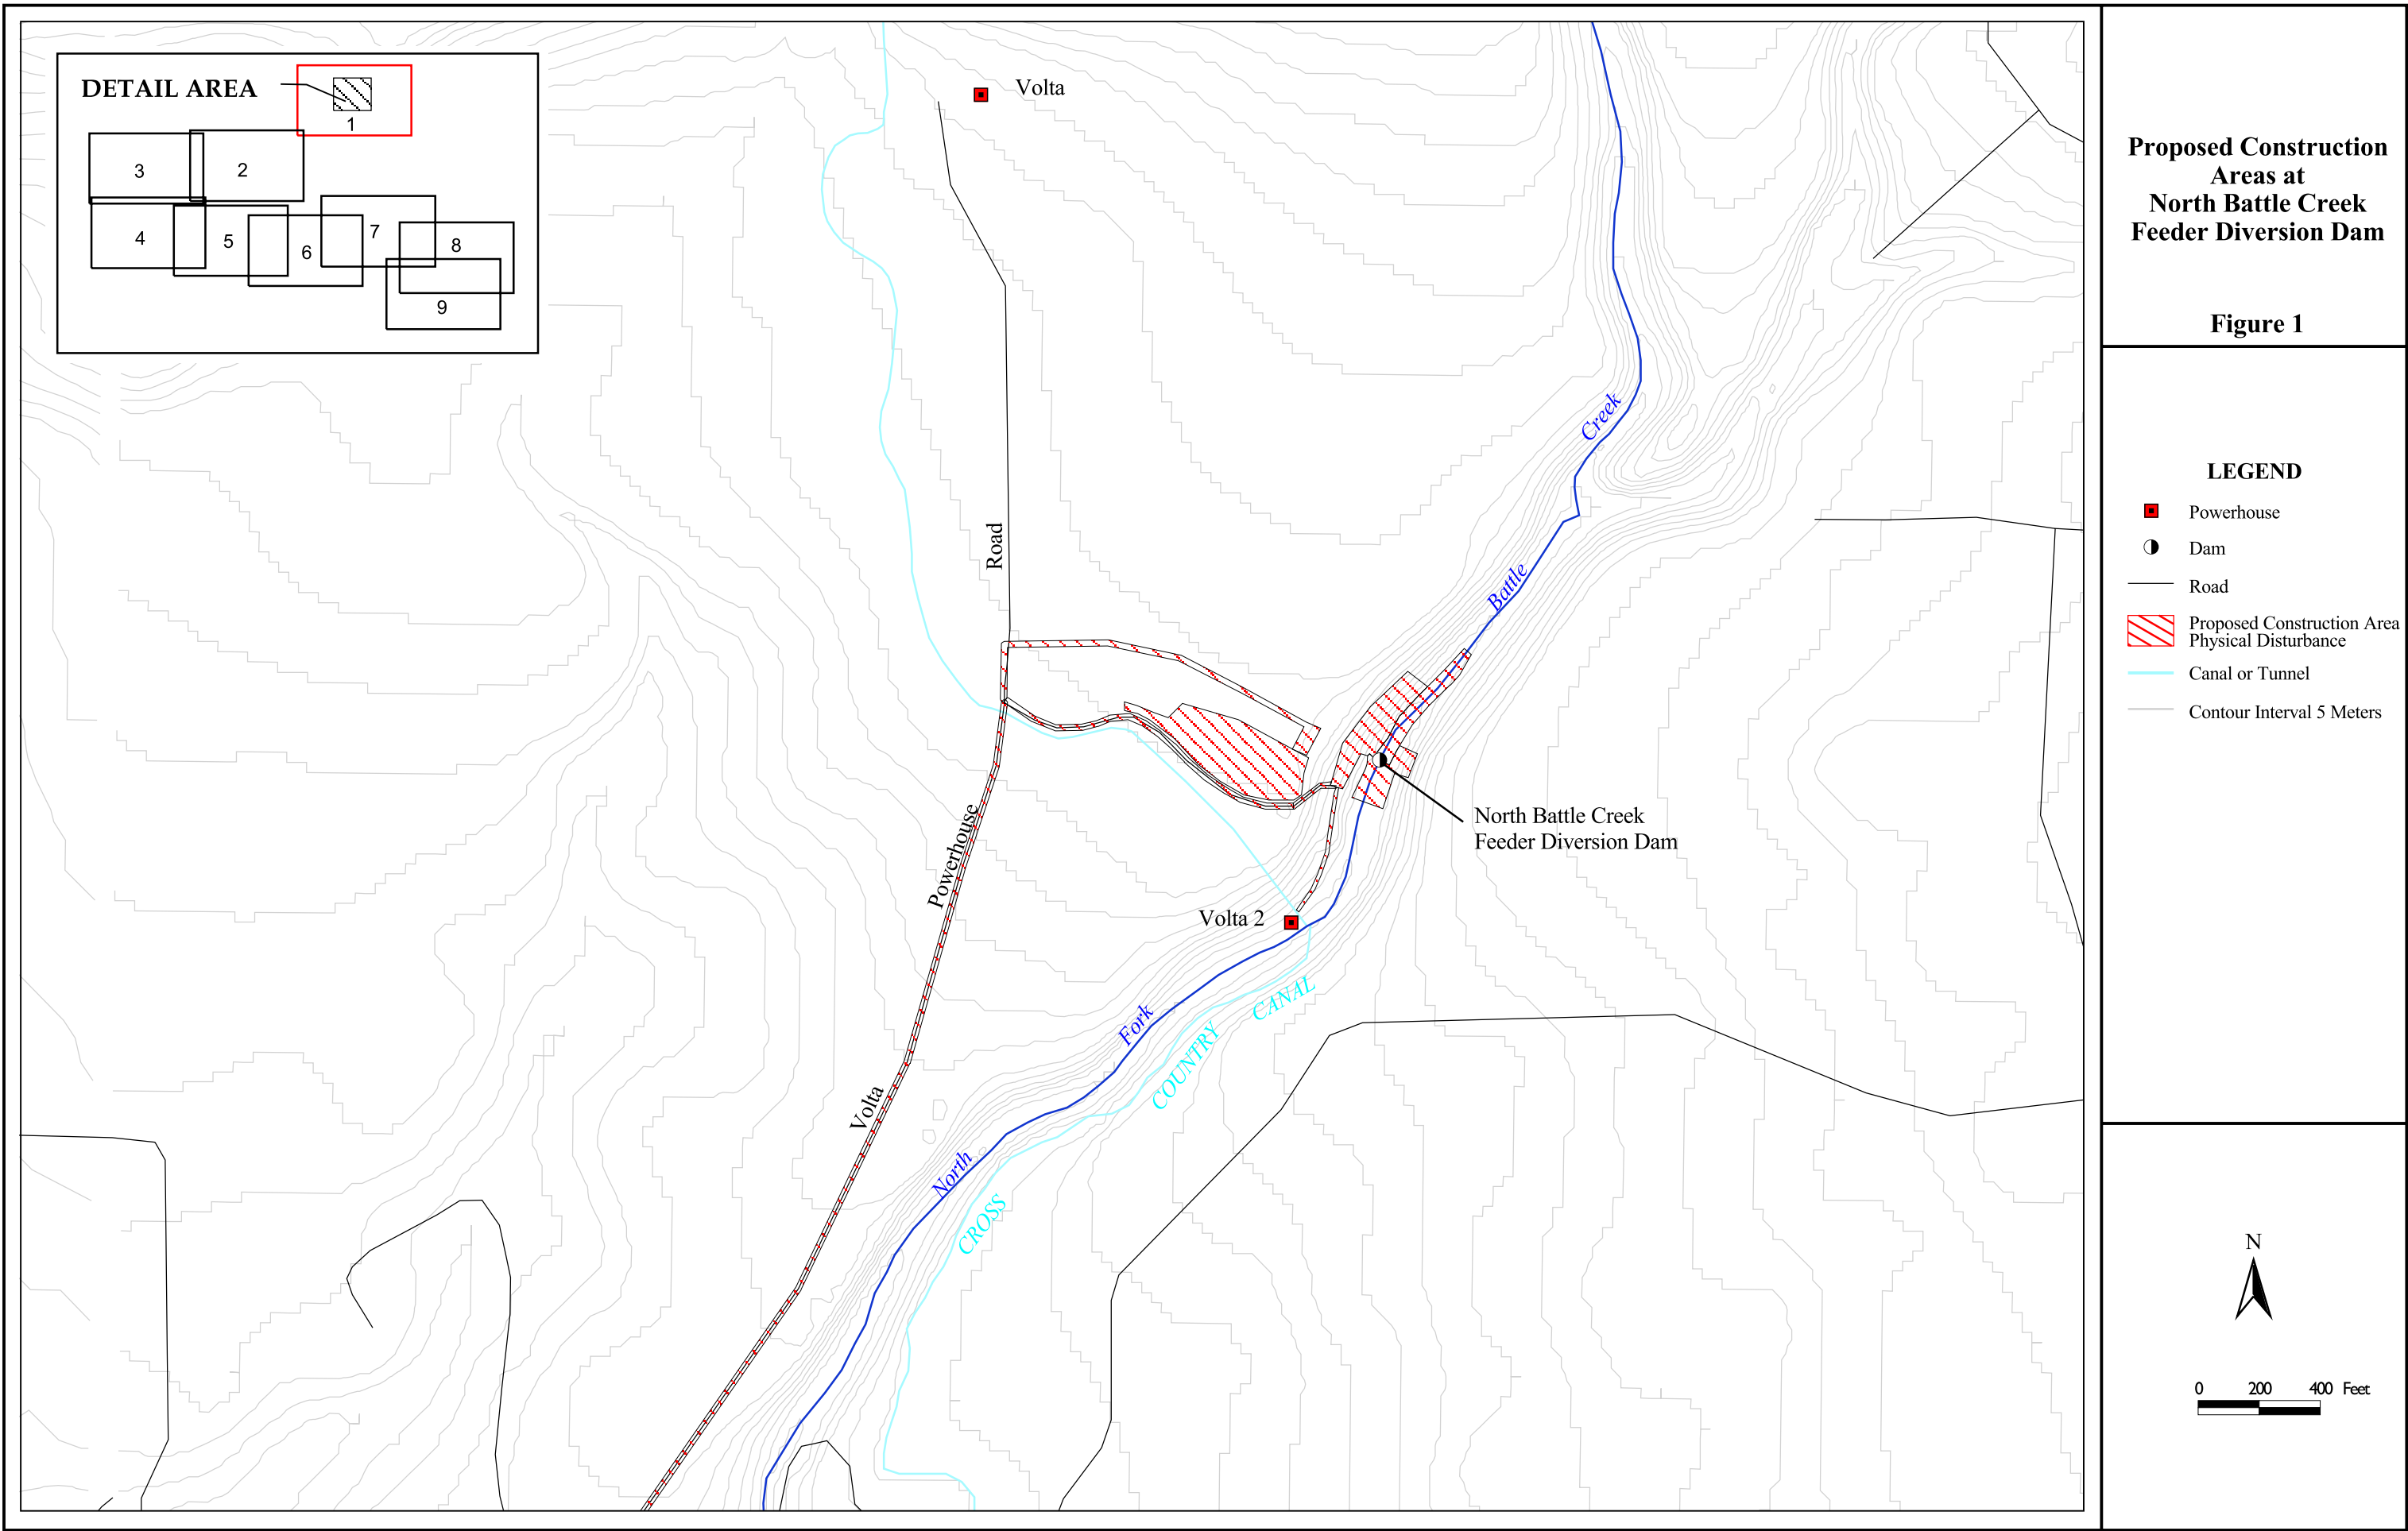 DETAIL AREA
1
3
2
4
5
6
7
8
9
Volta
Creek
Road
Battle
Powerhouse
North Battle Creek
Feeder Diversion Dam
Volta 2
CANAL
Fork
COUNTRY
Volta
North
CROSS
Proposed Construction
Areas at
North Battle Creek
Feeder Diversion Dam
Figure 1
LEGEND
Powerhouse
Dam
Road
Proposed Construction Area
Physical Disturbance
Canal or Tunnel
Contour Interval 5 Meters
N
0 200 400 Feet